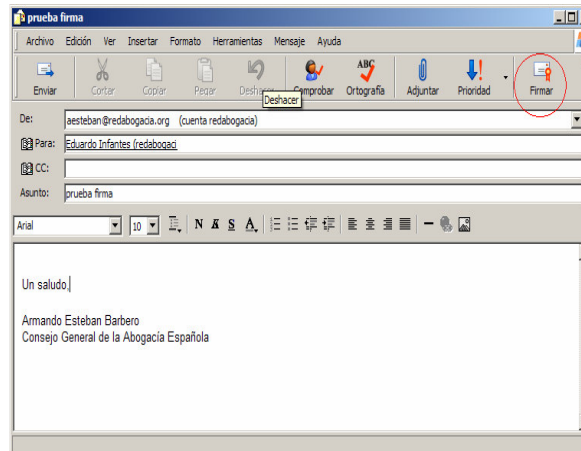 prueba firma
Archivo Edición Ver Insertar Formato Herramientas Mensaje Ayuda
ABC
Enviar Cortar Copiar Pegar Deshacer Comprobar Ortografía Adjuntar Prioridad Firmar
Deshacer
De: aesteban@redabogacia.org (cuenta redabogacia)
Para: Eduardo Infantes (redabogaci
CC:
Asunto: prueba firma
Arial 10 N K S A
Un saludo,
Armando Esteban Barbero
Consejo General de la Abogacía Española